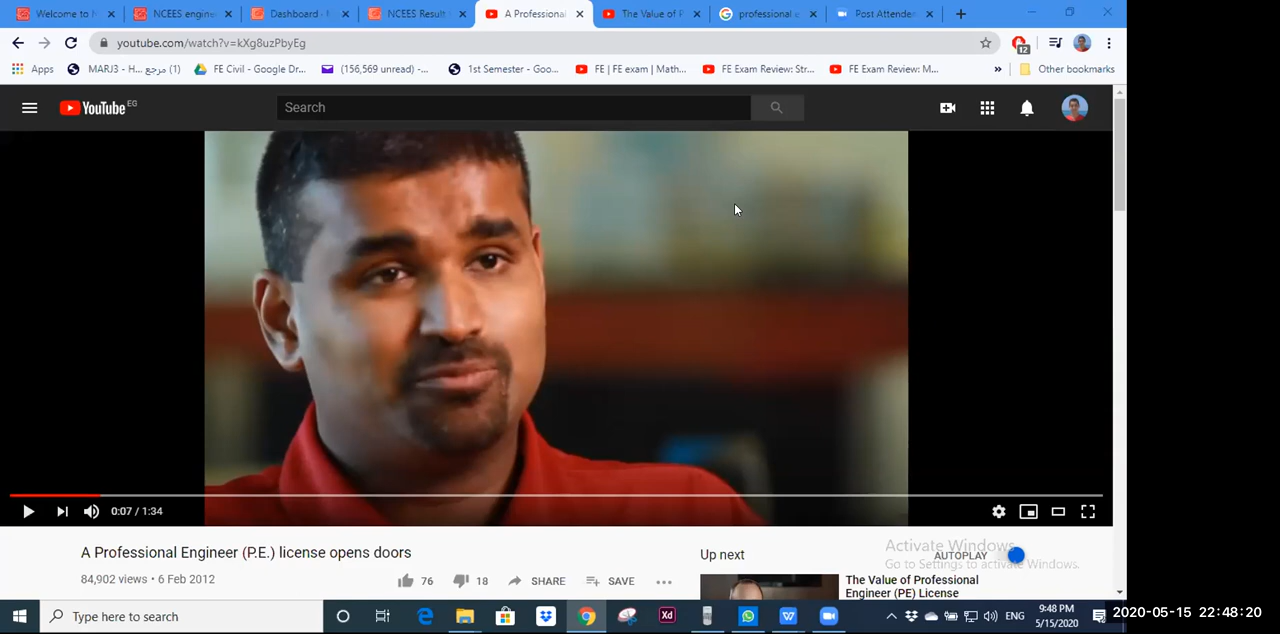 Welcome to N
NCEES engine
Dashboard - M
NCEES Result
A Professional
The Value of P
professional e
Post Attendee
youtube.com/watch?v=kXg8uzPbyEg
12
Apps
MARJ3 - H... مرجع (1)
FE Civil - Google Dr...
(156,569 unread) -...
1st Semester - Goo...
FE | FE exam | Math...
FE Exam Review: Str...
FE Exam Review: M...
»
Other bookmarks
YouTube EG
Search
0:07 / 1:34
A Professional Engineer (P.E.) license opens doors
84,902 views • 6 Feb 2012
76
18
SHARE
SAVE
Up next
AUTOPLAY
Activate Windows
Go to Settings to activate Windows.
The Value of Professional
Engineer (PE) License
Type here to search
Xd
W
ENG
9:48 PM
5/15/2020
2020-05-15 22:48:20